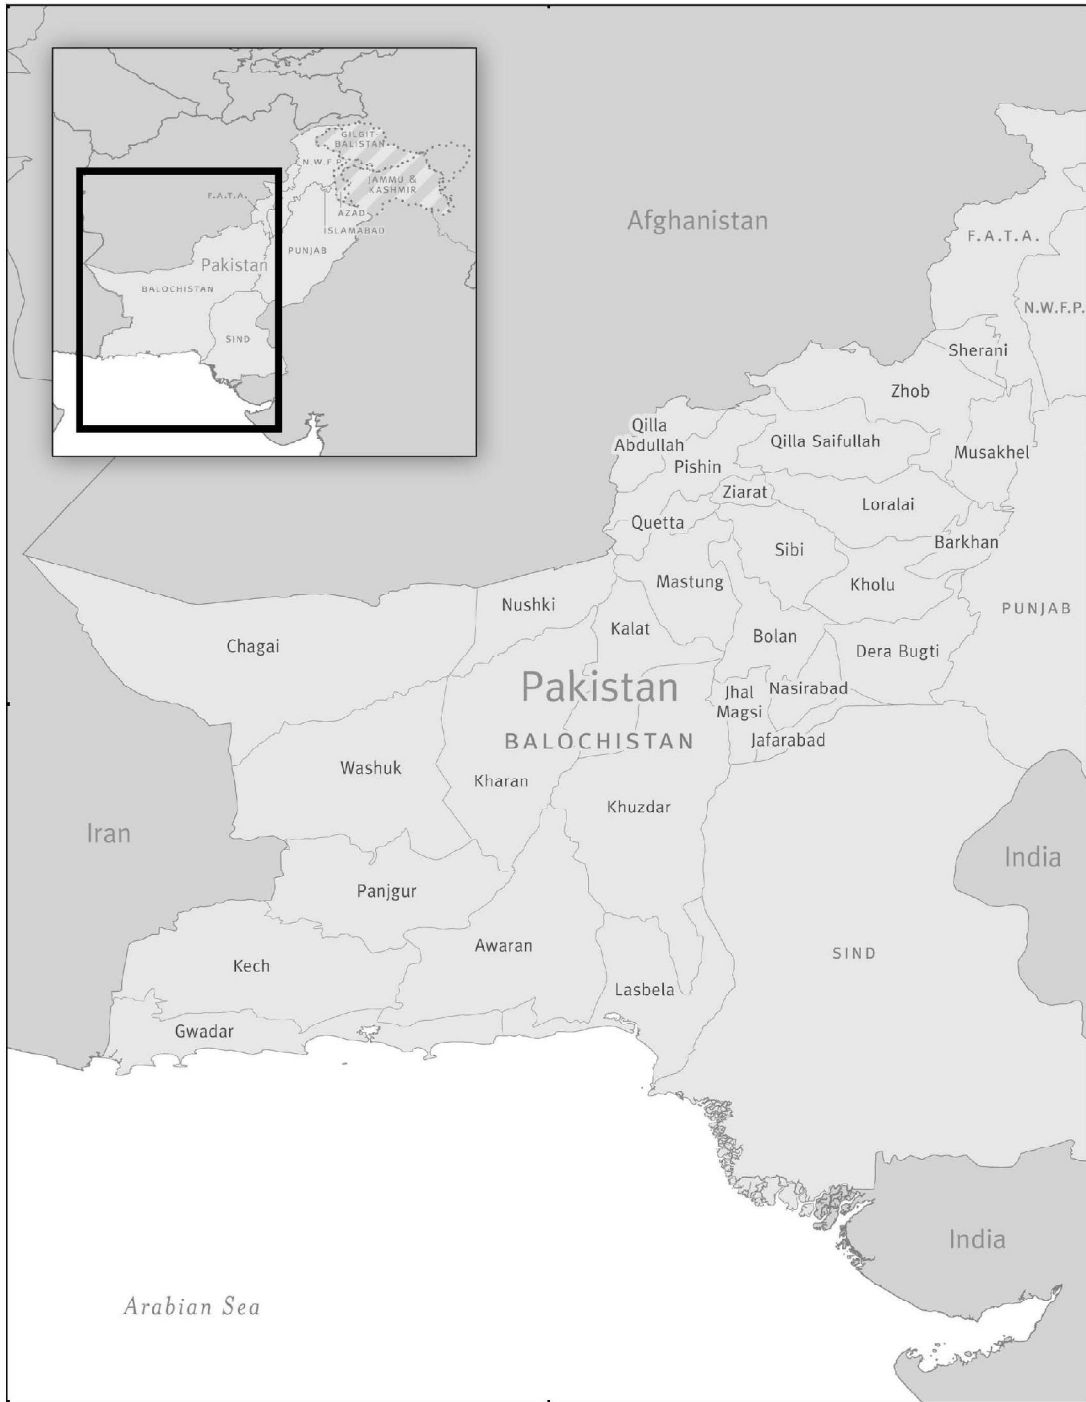 GILGIT-
BALISTAN
N.W.F.P.
JAMMU &
KASHMIR
F.A.T.A.
AZAD
ISLAMABAD
PUNJAB
Pakistan
BALOCHISTAN
SIND
Afghanistan
F.A.T.A.
N.W.F.P.
Sherani
Zhob
Qilla
Abdullah
Qilla Saifullah
Musakhel
Pishin
Ziarat
Loralai
Quetta
Barkhan
Sibi
Mastung
Kholu
Nushki
PUNJAB
Kalat
Bolan
Chagai
Dera Bugti
Pakistan
Jhal
Magsi
Nasirabad
BALOCHISTAN
Jafarabad
Washuk
Kharan
Khuzdar
Iran
India
Panjgur
Awaran
SIND
Kech
Lasbela
Gwadar
India
Arabian Sea